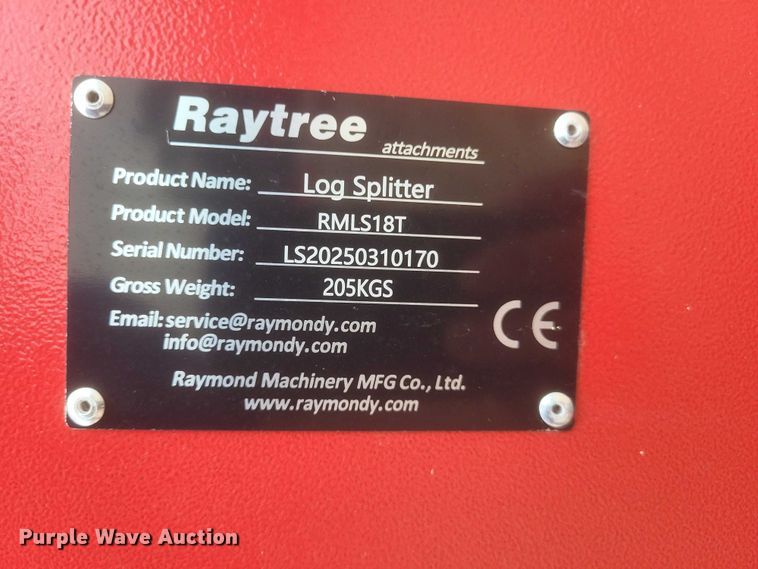 Raytree
attachments
Product Name: Log Splitter
Product Model: RMLS18T
Serial Number: LS20250310170
Gross Weight: 205KGS
Email: service@raymondy.com
info@raymondy.com
CE
Raymond Machinery MFG Co., Ltd.
www.raymondy.com
Purple Wave Auction